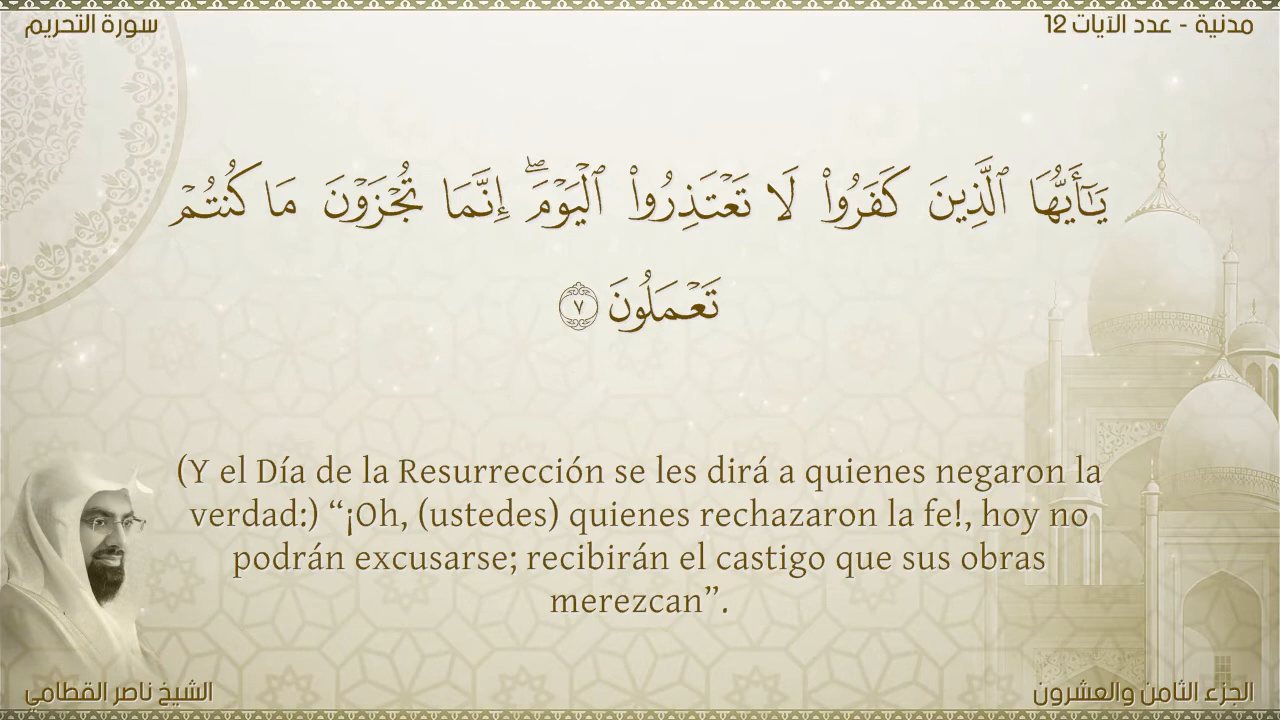 سورة التحريم
مدنية - عدد الآيات 12
يَـٰٓأَيُّهَا ٱلَّذِينَ كَفَرُوا۟ لَا تَعْتَذِرُوا۟ ٱلْيَوْمَ ۖ إِنَّمَا تُجْزَوْنَ مَا كُنتُمْ
تَعْمَلُونَ ٧
(Y el Día de la Resurrección se les dirá a quienes negaron la
verdad:) “¡Oh, (ustedes) quienes rechazaron la fe!, hoy no
podrán excusarse; recibirán el castigo que sus obras
merezcan”.
الشيخ ناصر القطامي
الجزء الثامن والعشرون